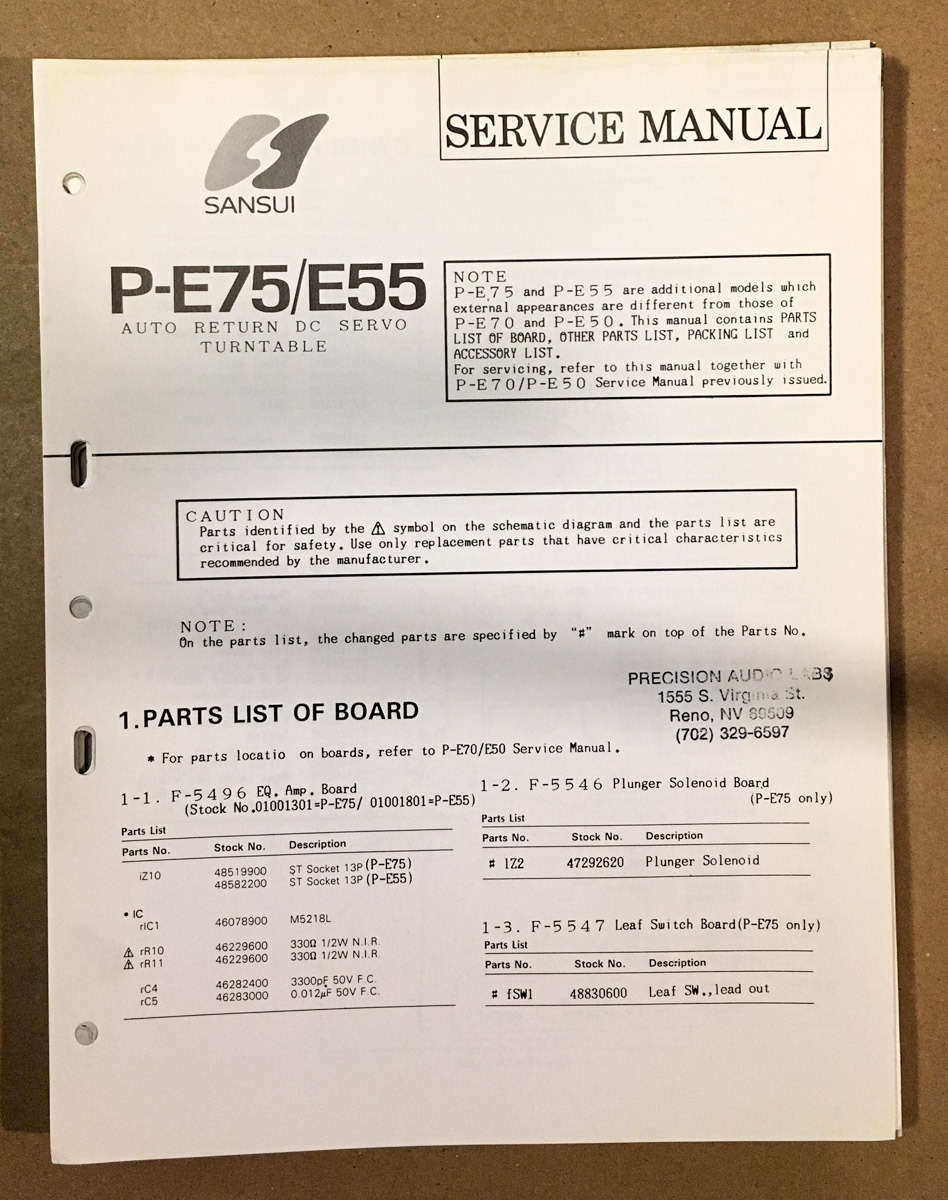 SERVICE MANUAL
SANSUI
P-E75/E55
AUTO RETURN DC SERVO
TURNTABLE
NOTE
P-E75 and P-E55 are additional models which
external appearances are different from those of
P-E70 and P-E50. This manual contains PARTS
LIST OF BOARD, OTHER PARTS LIST, PACKING LIST and
ACCESSORY LIST.
For servicing, refer to this manual together with
P-E70/P-E50 Service Manual previously issued.
CAUTION
Parts identified by the ⚠ symbol on the schematic diagram and the parts list are
critical for safety. Use only replacement parts that have critical characteristics
recommended by the manufacturer.
NOTE:
On the parts list, the changed parts are specified by "#" mark on top of the Parts No.
PRECISION AUDIO LABS
1555 S. Virginia St.
Reno, NV 89509
(702) 329-6597
1. PARTS LIST OF BOARD
* For parts locatio on boards, refer to P-E70/E50 Service Manual.
1-1. F-5496 EQ. Amp. Board
(Stock No.01001301=P-E75/ 01001801=P-E55)
Parts List
Parts No. Stock No. Description
iZ10 48519900 ST Socket 13P (P-E75)
48582200 ST Socket 13P (P-E55)
• IC
rIC1 46078900 M5218L
⚠ rR10 46229600 330Ω 1/2W N.I.R.
⚠ rR11 46229600 330Ω 1/2W N.I.R.
rC4 46282400 3300pF 50V F.C.
rC5 46283000 0.012μF 50V F.C.
1-2. F-5546 Plunger Solenoid Board
(P-E75 only)
Parts List
Parts No. Stock No. Description
# 1Z2 47292620 Plunger Solenoid
1-3. F-5547 Leaf Switch Board(P-E75 only)
Parts List
Parts No. Stock No. Description
# fSW1 48830600 Leaf SW.,lead out